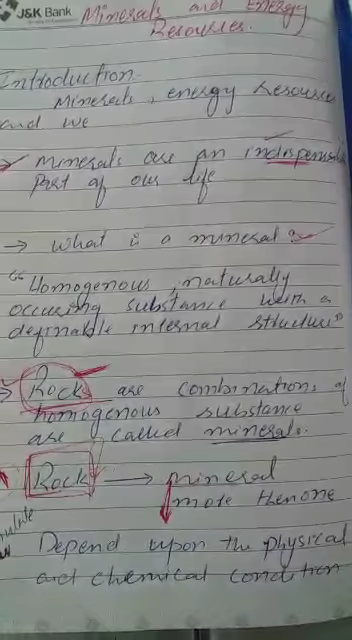 J&K Bank
Minerals and Energy
Resources.
Introduction-
Minerals, energy Resources
and we
→ Minerals are an indispensable
Part of our life
→ What is a mineral?
"Homogenous, naturally
occuring substance with a
definable internal structure"
→ Rocks are combinations of
homogenous substance
are called minerals.
Rock → mineral
more then one
Depend upon the physical
and chemical condition